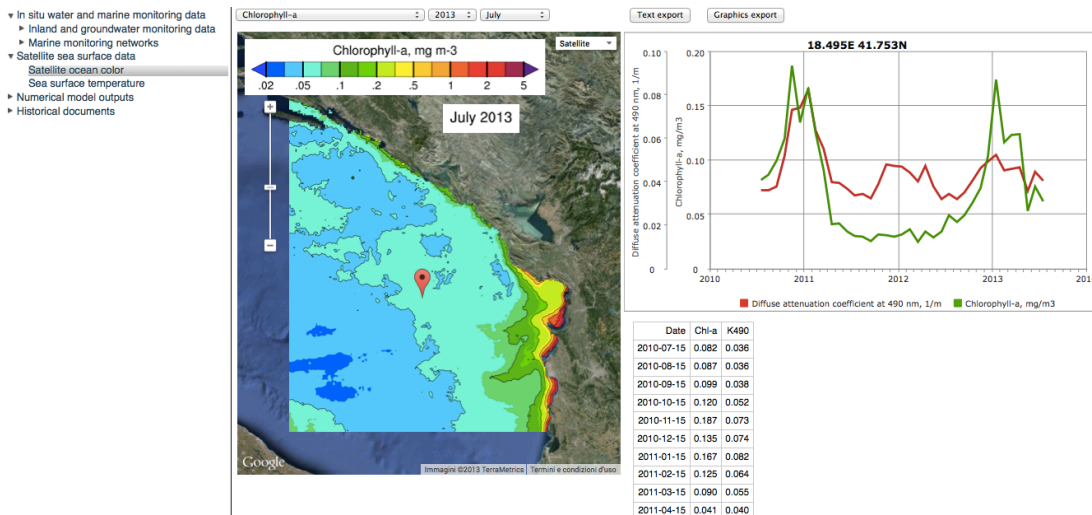 In situ water and marine monitoring data
Inland and groundwater monitoring data
Marine monitoring networks
Satellite sea surface data
Satellite ocean color
Sea surface temperature
Numerical model outputs
Historical documents
Chlorophyll-a 2013 July
Text export Graphics export
Satellite
Chlorophyll-a, mg m-3
.02 .05 .1 .2 .5 1 2 5
July 2013
+
−
Google
Immagini ©2013 TerraMetrics Termini e condizioni d'uso
18.495E 41.753N
Diffuse attenuation coefficient at 490 nm, 1/m
0.10
0.08
0.06
0.04
0.02
0
Chlorophyll-a, mg/m3
0.20
0.15
0.10
0.05
0.00
2010 2011 2012 2013 201
Diffuse attenuation coefficient at 490 nm, 1/m Chlorophyll-a, mg/m3
Date Chl-a K490
2010-07-15 0.082 0.036
2010-08-15 0.087 0.036
2010-09-15 0.099 0.038
2010-10-15 0.120 0.052
2010-11-15 0.187 0.073
2010-12-15 0.135 0.074
2011-01-15 0.167 0.082
2011-02-15 0.125 0.064
2011-03-15 0.090 0.055
2011-04-15 0.041 0.040